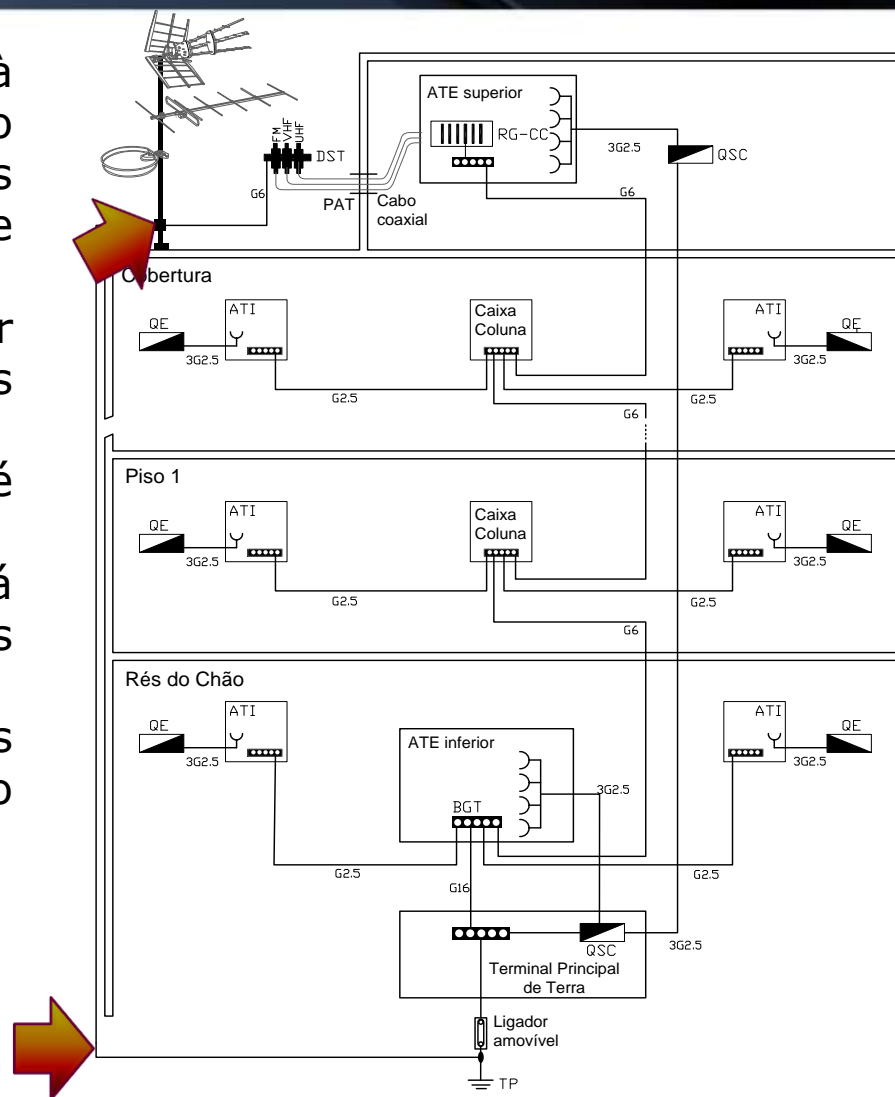 à
o
s
e
r
s
é
á
s
s
o
ATE superior
RG-CC
FM
VHF
UHF
DST
G6
PAT
Cabo
coaxial
3G2.5
QSC
G6
Cobertura
QE
ATI
3G2.5
Caixa
Coluna
ATI
QE
3G2.5
G2.5
G2.5
G6
Piso 1
QE
ATI
3G2.5
Caixa
Coluna
ATI
QE
3G2.5
G2.5
G2.5
G6
Rés do Chão
QE
ATI
3G2.5
ATE inferior
BGT
3G2.5
ATI
QE
3G2.5
G2.5
G16
G2.5
QSC
3G2.5
Terminal Principal
de Terra
Ligador
amovível
TP